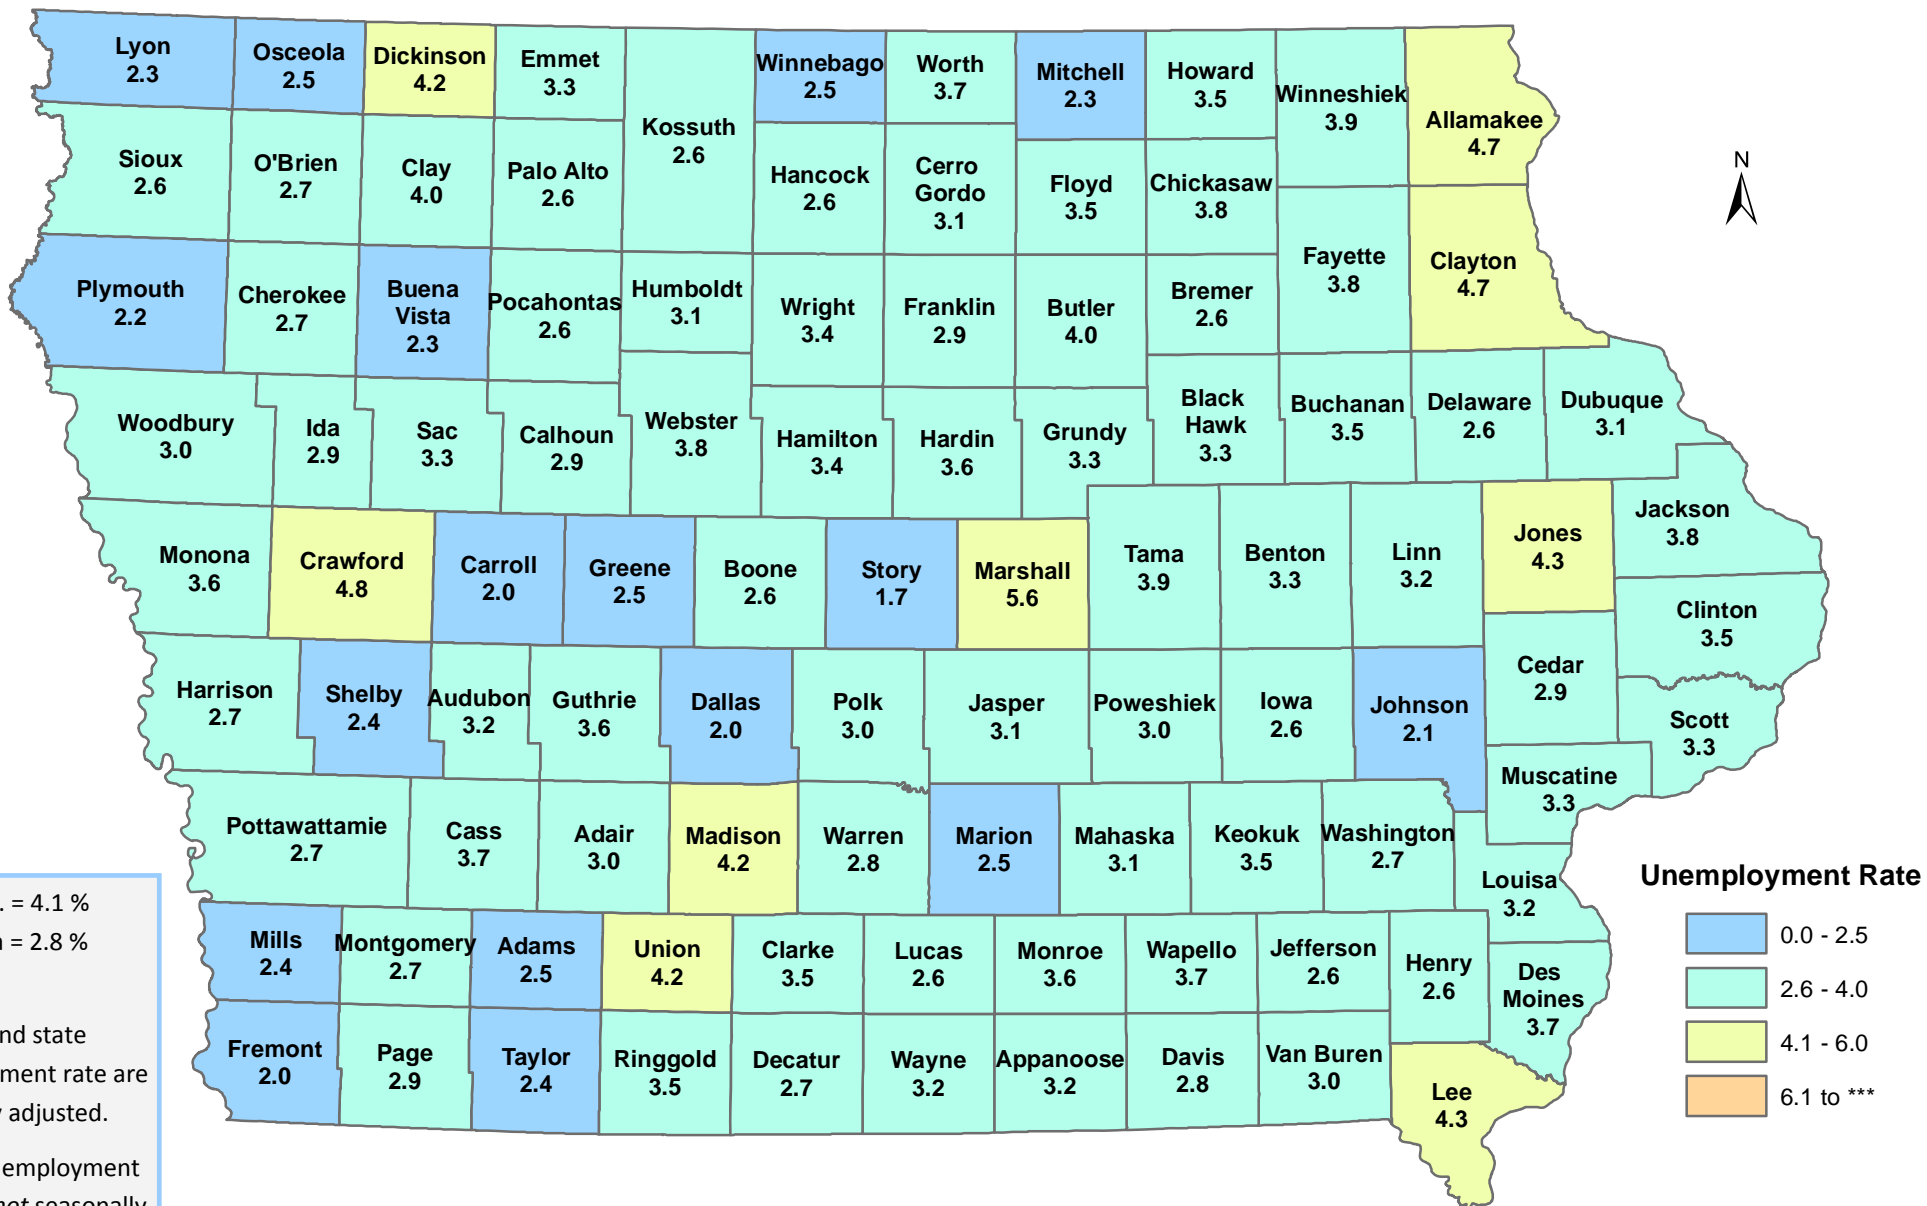 Lyon
2.3
Osceola
2.5
Dickinson
4.2
Emmet
3.3
Kossuth
2.6
Winnebago
2.5
Worth
3.7
Mitchell
2.3
Howard
3.5
Winneshiek
3.9
Allamakee
4.7
N
Sioux
2.6
O'Brien
2.7
Clay
4.0
Palo Alto
2.6
Hancock
2.6
Cerro
Gordo
3.1
Floyd
3.5
Chickasaw
3.8
Fayette
3.8
Clayton
4.7
Plymouth
2.2
Cherokee
2.7
Buena
Vista
2.3
Pocahontas
2.6
Humboldt
3.1
Wright
3.4
Franklin
2.9
Butler
4.0
Bremer
2.6
Woodbury
3.0
Ida
2.9
Sac
3.3
Calhoun
2.9
Webster
3.8
Hamilton
3.4
Hardin
3.6
Grundy
3.3
Black
Hawk
3.3
Buchanan
3.5
Delaware
2.6
Dubuque
3.1
Monona
3.6
Crawford
4.8
Carroll
2.0
Greene
2.5
Boone
2.6
Story
1.7
Marshall
5.6
Tama
3.9
Benton
3.3
Linn
3.2
Jones
4.3
Jackson
3.8
Clinton
3.5
Harrison
2.7
Shelby
2.4
Audubon
3.2
Guthrie
3.6
Dallas
2.0
Polk
3.0
Jasper
3.1
Poweshiek
3.0
Iowa
2.6
Johnson
2.1
Cedar
2.9
Scott
3.3
Muscatine
3.3
Pottawattamie
2.7
Cass
3.7
Adair
3.0
Madison
4.2
Warren
2.8
Marion
2.5
Mahaska
3.1
Keokuk
3.5
Washington
2.7
Louisa
3.2
Mills
2.4
Montgomery
2.7
Adams
2.5
Union
4.2
Clarke
3.5
Lucas
2.6
Monroe
3.6
Wapello
3.7
Jefferson
2.6
Henry
2.6
Des
Moines
3.7
Fremont
2.0
Page
2.9
Taylor
2.4
Ringgold
3.5
Decatur
2.7
Wayne
3.2
Appanoose
3.2
Davis
2.8
Van Buren
3.0
Lee
4.3
. = 4.1 %
= 2.8 %
nd state
ment rate are
y adjusted.
employment
seasonally
Unemployment Rate
0.0 - 2.5
2.6 - 4.0
4.1 - 6.0
6.1 to ***